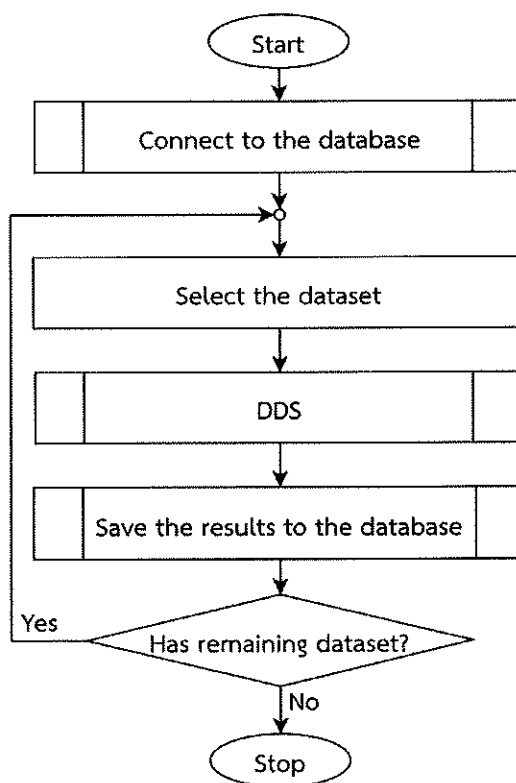 Start
Connect to the database
Select the dataset
DDS
Save the results to the database
Has remaining dataset?
Yes
No
Stop